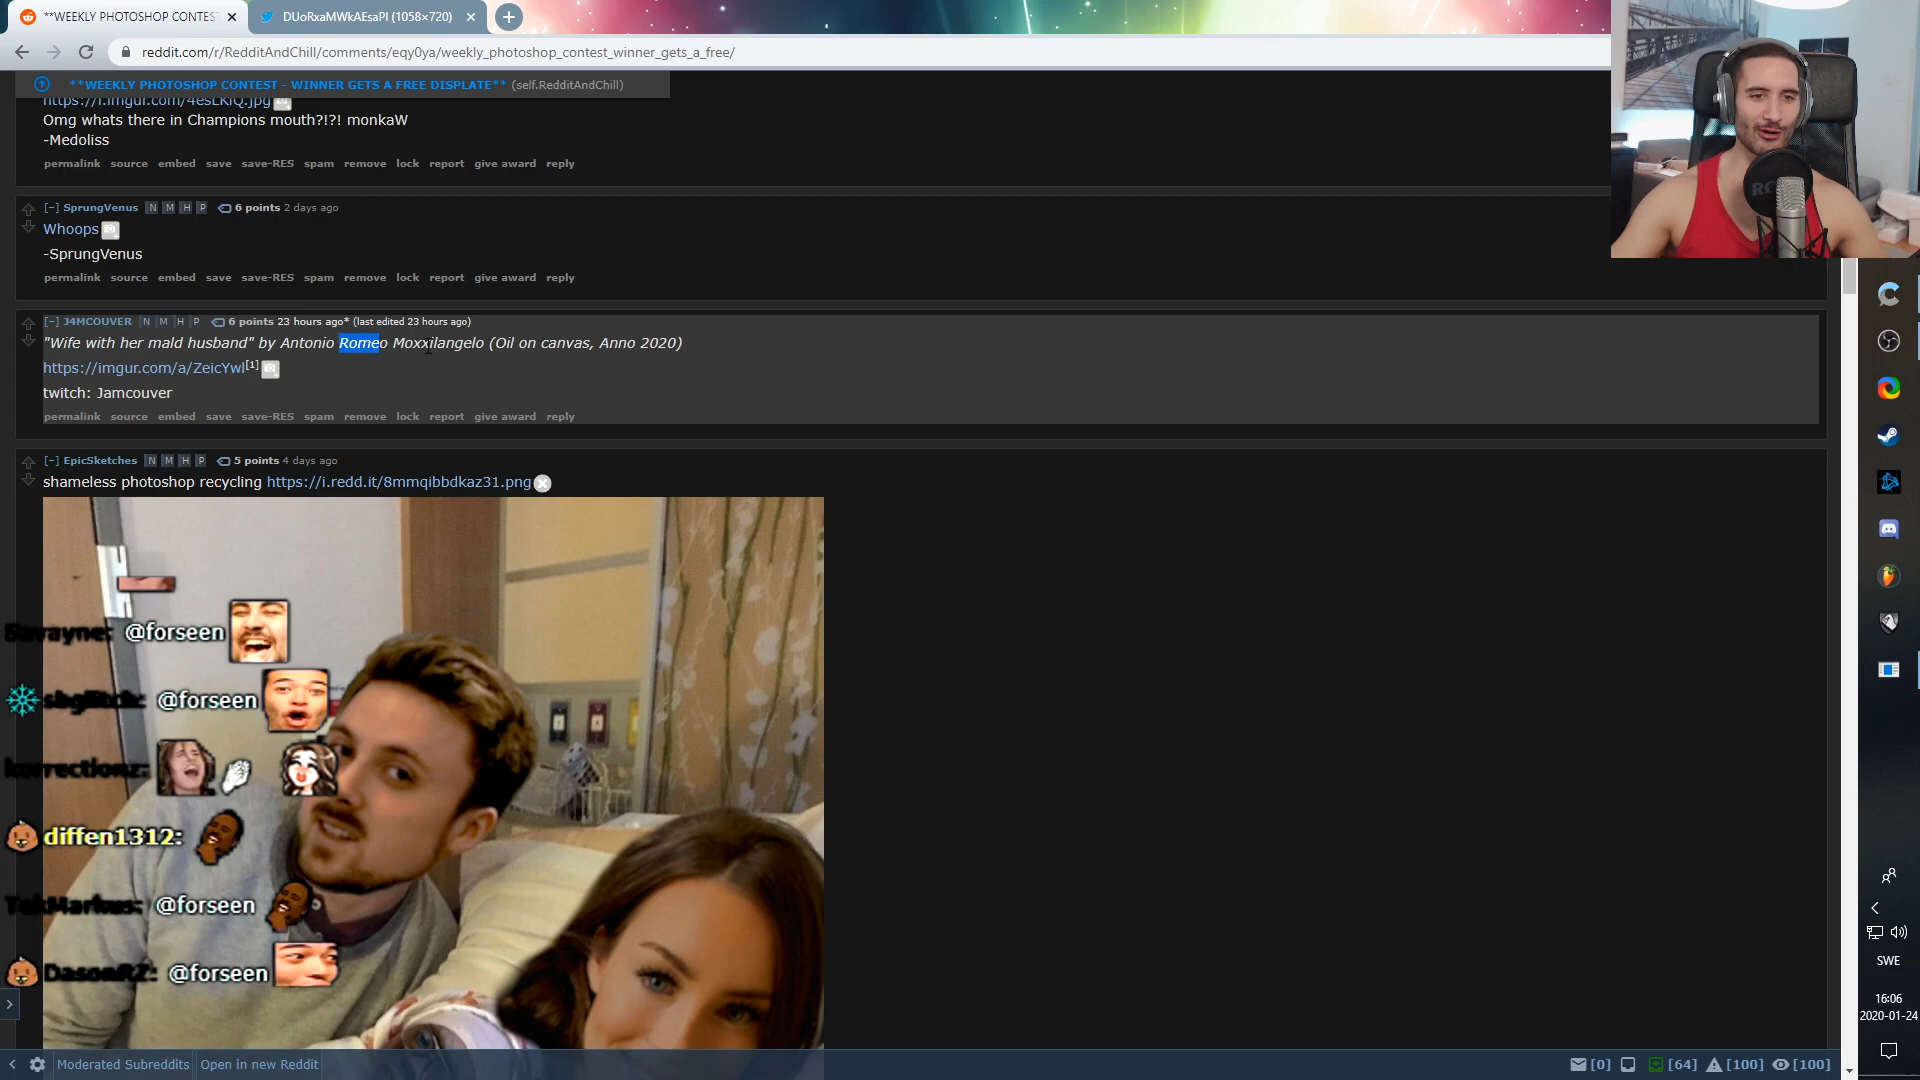 **WEEKLY PHOTOSHOP CONTEST
DUoRxaMWkAEsaPI (1058×720)
reddit.com/r/RedditAndChill/comments/eqy0ya/weekly_photoshop_contest_winner_gets_a_free/
**WEEKLY PHOTOSHOP CONTEST - WINNER GETS A FREE DISPLATE** (self.RedditAndChill)
Omg whats there in Champions mouth?!?! monkaW
-Medoliss
permalink source embed save save-RES spam remove lock report give award reply
[-] SprungVenus N M H P 6 points 2 days ago
Whoops
-SprungVenus
permalink source embed save save-RES spam remove lock report give award reply
[-] J4MCOUVER N M H P 6 points 23 hours ago* (last edited 23 hours ago)
"Wife with her mald husband" by Antonio Romeo Moxxilangelo (Oil on canvas, Anno 2020)
https://imgur.com/a/ZeicYwl[1]
twitch: Jamcouver
permalink source embed save save-RES spam remove lock report give award reply
[-] EpicSketches N M H P 5 points 4 days ago
shameless photoshop recycling https://i.redd.it/8mmqibbdkaz31.png
@forseen
@forseen
diffen1312:
@forseen
DasonRZ: @forseen
SWE
16:06
2020-01-24
Moderated Subreddits Open in new Reddit
[0] [64] [100] [100]